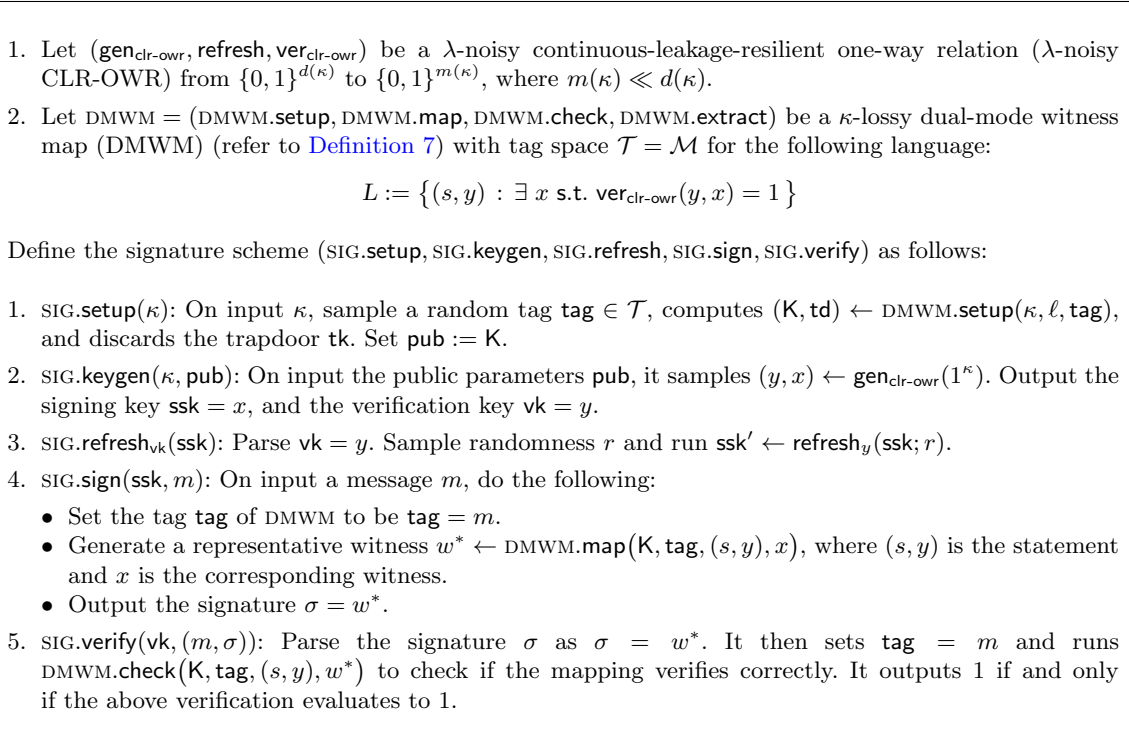 1. Let (gen_clr-owr, refresh, ver_clr-owr) be a λ-noisy continuous-leakage-resilient one-way relation (λ-noisy
CLR-OWR) from {0, 1}^{d(κ)} to {0, 1}^{m(κ)}, where m(κ) ≪ d(κ).
2. Let DMWM = (DMWM.setup, DMWM.map, DMWM.check, DMWM.extract) be a κ-lossy dual-mode witness
map (DMWM) (refer to Definition 7) with tag space 𝒯 = ℳ for the following language:
L := {(s, y) : ∃ x s.t. ver_clr-owr(y, x) = 1}
Define the signature scheme (SIG.setup, SIG.keygen, SIG.refresh, SIG.sign, SIG.verify) as follows:
1. SIG.setup(κ): On input κ, sample a random tag tag ∈ 𝒯, computes (K, td) ← DMWM.setup(κ, ℓ, tag),
and discards the trapdoor tk. Set pub := K.
2. SIG.keygen(κ, pub): On input the public parameters pub, it samples (y, x) ← gen_clr-owr(1^κ). Output the
signing key ssk = x, and the verification key vk = y.
3. SIG.refresh_vk(ssk): Parse vk = y. Sample randomness r and run ssk′ ← refresh_y(ssk; r).
4. SIG.sign(ssk, m): On input a message m, do the following:
• Set the tag tag of DMWM to be tag = m.
• Generate a representative witness w* ← DMWM.map(K, tag, (s, y), x), where (s, y) is the statement
and x is the corresponding witness.
• Output the signature σ = w*.
5. SIG.verify(vk, (m, σ)): Parse the signature σ as σ = w*. It then sets tag = m and runs
DMWM.check(K, tag, (s, y), w*) to check if the mapping verifies correctly. It outputs 1 if and only
if the above verification evaluates to 1.